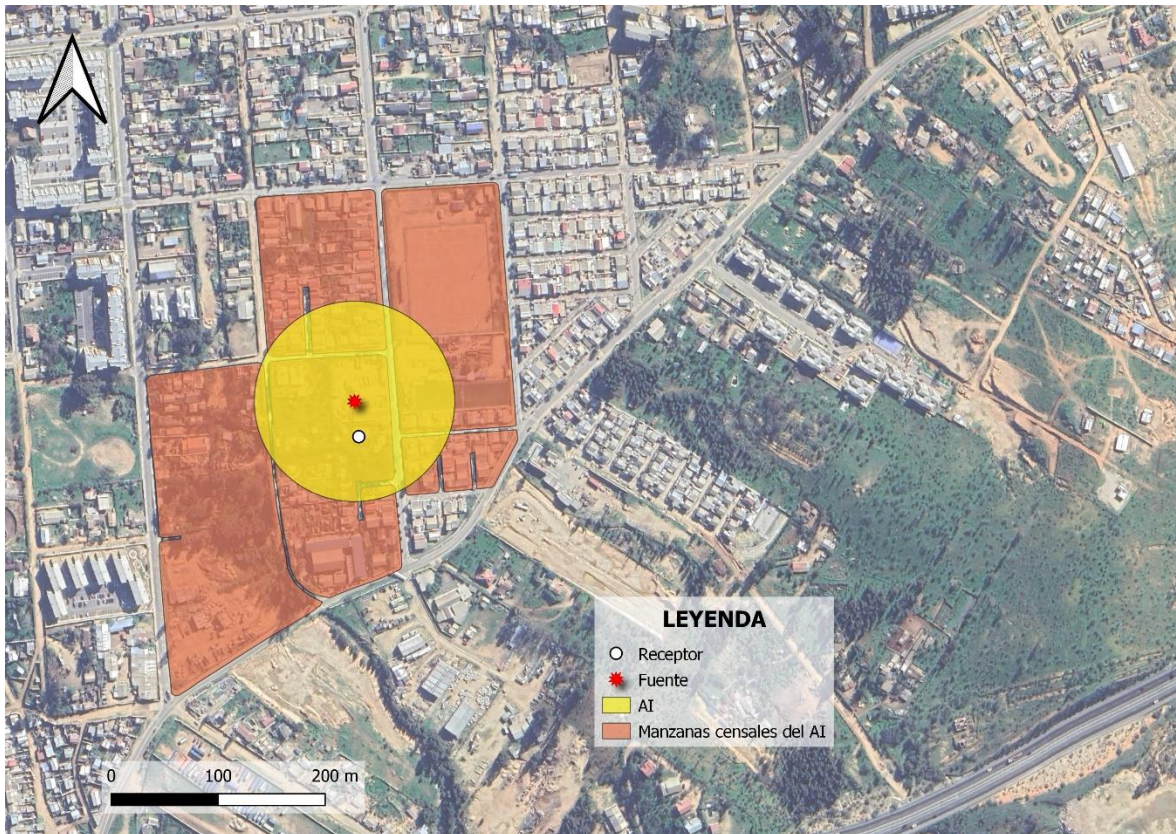 LEYENDA
Receptor
Fuente
AI
Manzanas censales del AI
0 100 200 m